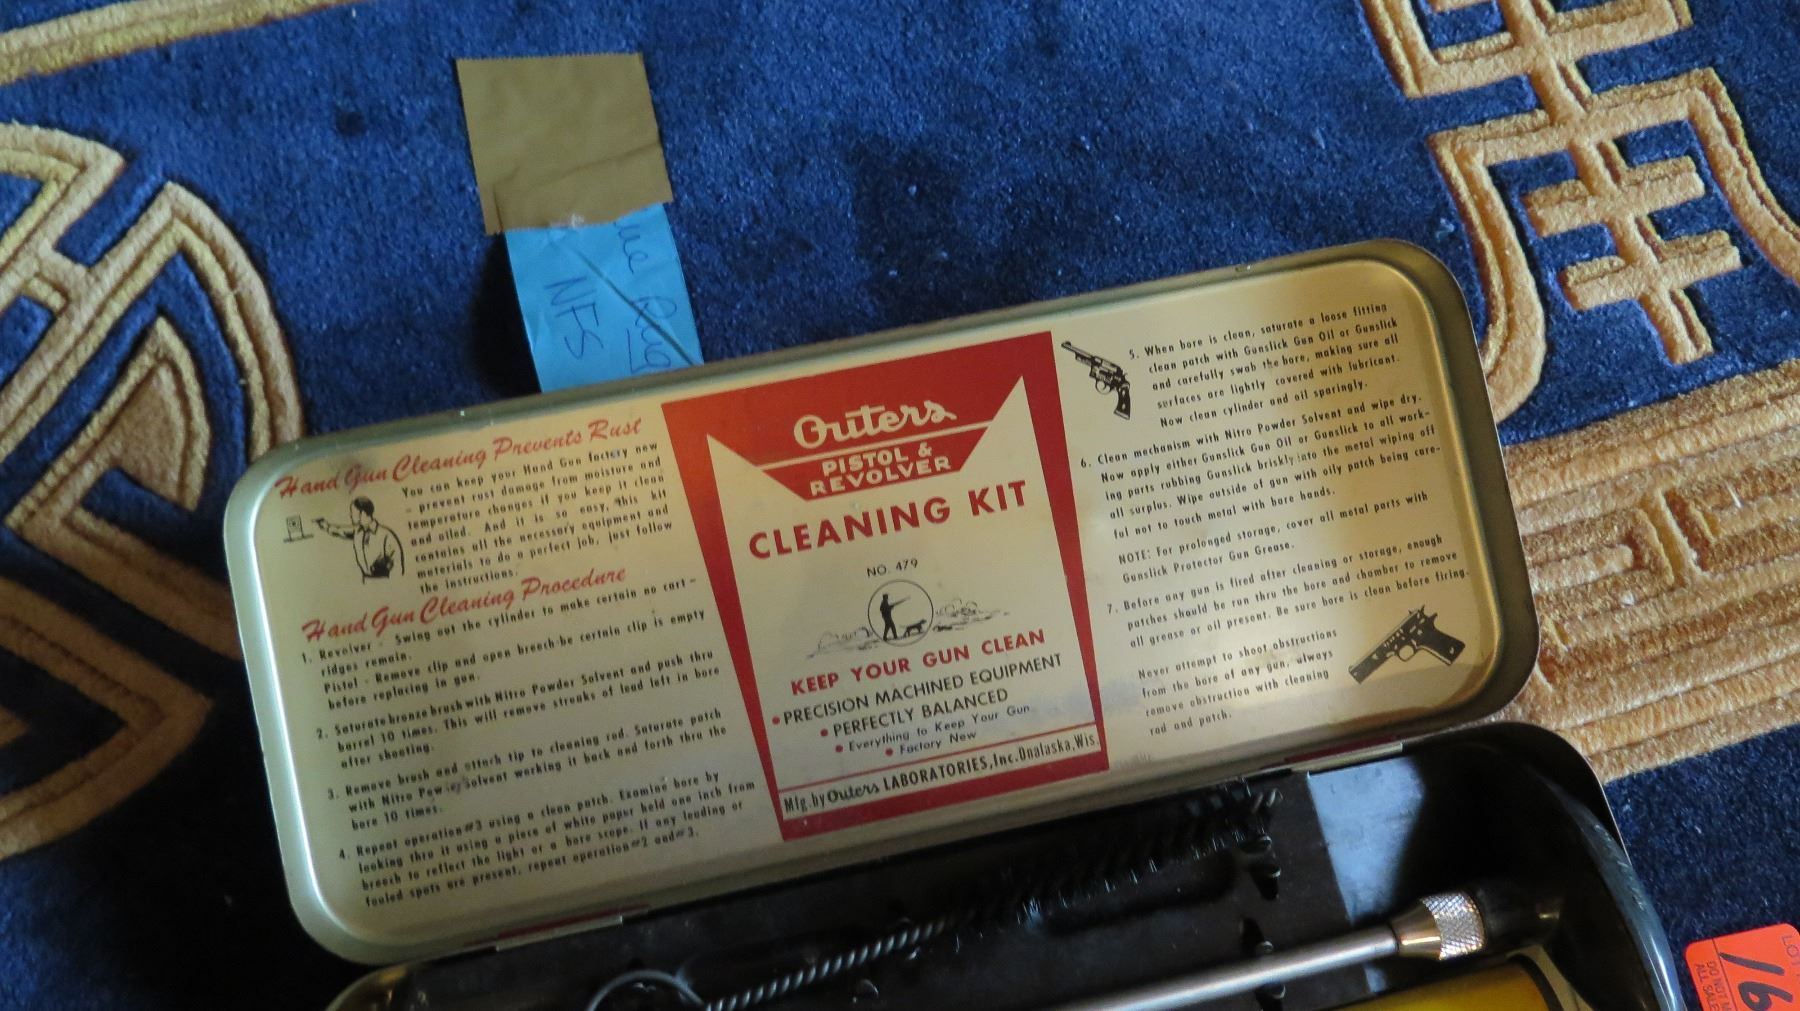 ue Rug
NFS
Hand Gun Cleaning Prevents Rust
You can keep your Hand Gun factory new
- prevent rust damage from moisture and
temperature changes if you keep it clean
and oiled. And it is so easy, this kit
contains all the necessary equipment and
materials to do a perfect job, just follow
the instructions.
Hand Gun Cleaning Procedure
1. Revolver - Swing out the cylinder to make certain no cart-
ridges remain.
Pistol - Remove clip and open breech-be certain clip is empty
before replacing in gun.
2. Saturate bronze brush with Nitro Powder Solvent and push thru
barrel 10 times. This will remove streaks of lead left in bore
after shooting.
3. Remove brush and attach tip to cleaning rod. Saturate patch
with Nitro Powder Solvent working it back and forth thru the
bore 10 times.
4. Repeat operation #3 using a clean patch. Examine bore by
looking thru it using a piece of white paper held one inch from
breech to reflect the light or a bore scope. If any leading or
fouled spots are present, repeat operation #2 and #3.
Outers
PISTOL &
REVOLVER
CLEANING KIT
NO. 479
KEEP YOUR GUN CLEAN
• PRECISION MACHINED EQUIPMENT
• PERFECTLY BALANCED
• Everything to Keep Your Gun
• Factory New
Mfg. by Outers LABORATORIES, Inc. Onalaska, Wis.
5. When bore is clean, saturate a loose fitting
clean patch with Gunslick Gun Oil or Gunslick
and carefully swab the bore, making sure all
surfaces are lightly covered with lubricant.
Now clean cylinder and oil sparingly.
6. Clean mechanism with Nitro Powder Solvent and wipe dry.
Now apply either Gunslick Gun Oil or Gunslick to all work-
ing parts rubbing Gunslick briskly into the metal wiping off
all surplus. Wipe outside of gun with oily patch being care-
ful not to touch metal with bare hands.
NOTE: For prolonged storage, cover all metal parts with
Gunslick Protector Gun Grease.
7. Before any gun is fired after cleaning or storage, enough
patches should be run thru the bore and chamber to remove
all grease or oil present. Be sure bore is clean before firing.
Never attempt to shoot obstructions
from the bore of any gun, always
remove obstruction with cleaning
rod and patch.
LOT
16
DO NOT
ALL SALE